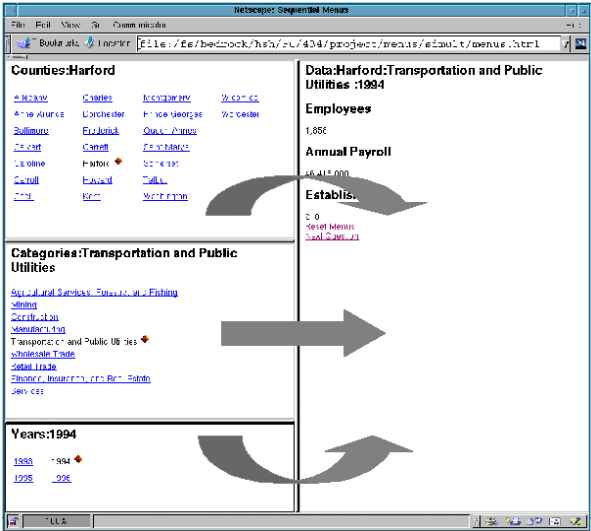 Netscape: Sequential Menus
File Edit View Go Communicator
Bookmarks Location file:/fs/bedrock/hsh/ru/434/project/menus/simult/menus.html
Counties:Harford
Allegany Charles Montgomery Wicomico
Anne Arundel Dorchester Prince Georges Worcester
Baltimore Frederick Queen Annes
Calvert Garrett Saint Marys
Caroline Harford Somerset
Carroll Howard Talbot
Cecil Kent Washington
Categories:Transportation and Public
Utilities
Agricultural Services, Forestry, and Fishing
Mining
Construction
Manufacturing
Transportation and Public Utilities
Wholesale Trade
Retail Trade
Finance, Insurance, and Real Estate
Services
Years:1994
1993 1994
1995 1996
Data:Harford:Transportation and Public
Utilities :1994
Employees
Annual Payroll
Reset Menus
Next Question
100%